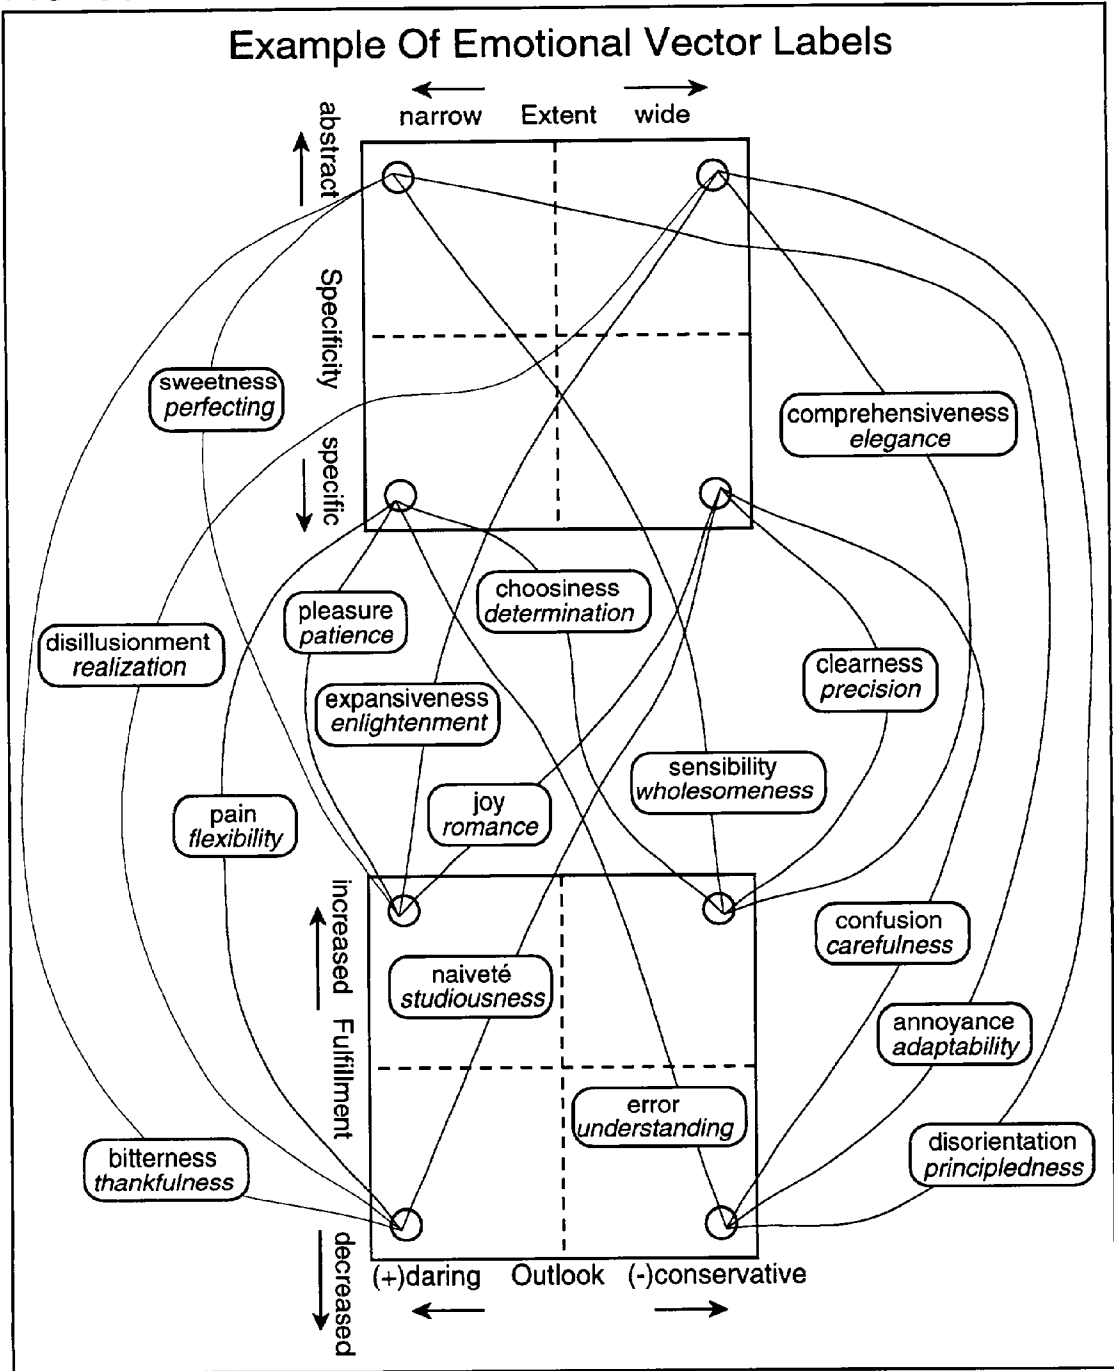 Example Of Emotional Vector Labels
narrow Extent wide
abstract
Specificity
specific
sweetness
perfecting
comprehensiveness
elegance
choosiness
determination
pleasure
patience
disillusionment
realization
clearness
precision
expansiveness
enlightenment
sensibility
wholesomeness
joy
romance
pain
flexibility
increased
Fulfillment
decreased
confusion
carefulness
naiveté
studiousness
annoyance
adaptability
error
understanding
disorientation
principledness
bitterness
thankfulness
(+)daring Outlook (-)conservative